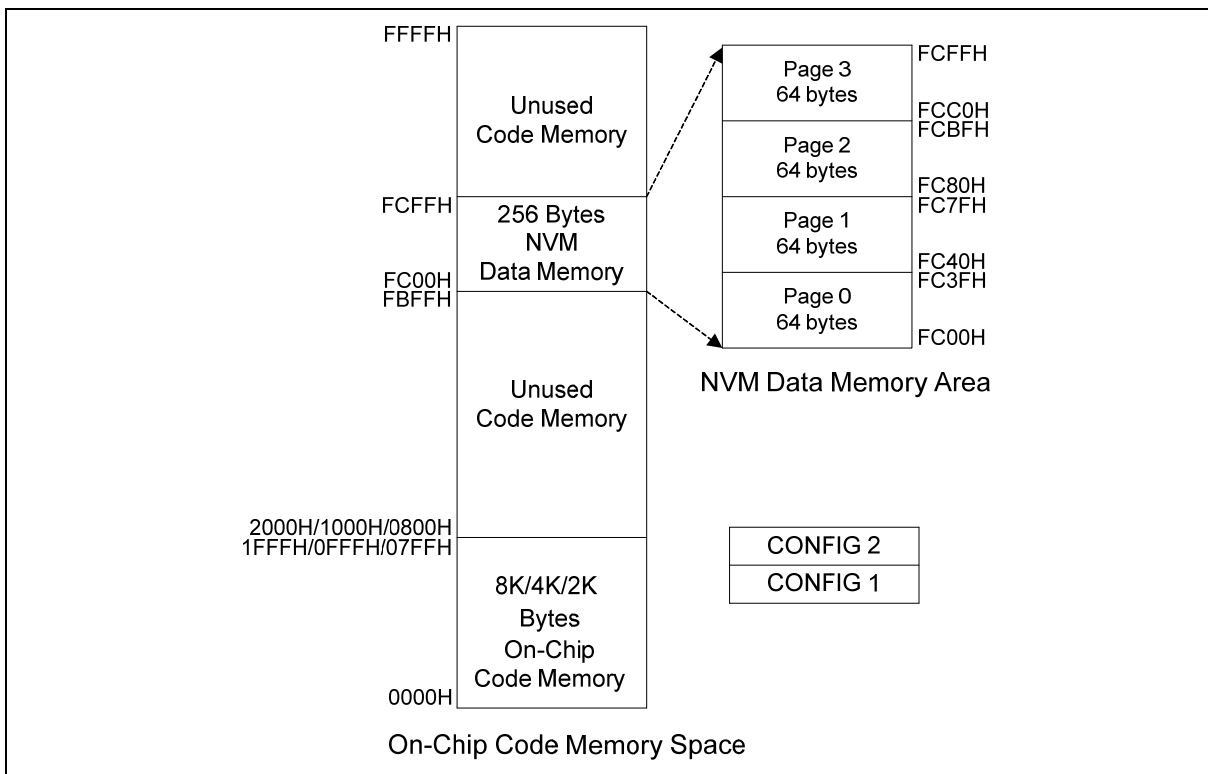 FFFFH
Unused
Code Memory
FCFFH
256 Bytes
NVM
Data Memory
FC00H
FBFFH
Unused
Code Memory
2000H/1000H/0800H
1FFFH/0FFFH/07FFH
8K/4K/2K
Bytes
On-Chip
Code Memory
0000H
On-Chip Code Memory Space
FCFFH
Page 3
64 bytes
FCC0H
FCBFH
Page 2
64 bytes
FC80H
FC7FH
Page 1
64 bytes
FC40H
FC3FH
Page 0
64 bytes
FC00H
NVM Data Memory Area
CONFIG 2
CONFIG 1